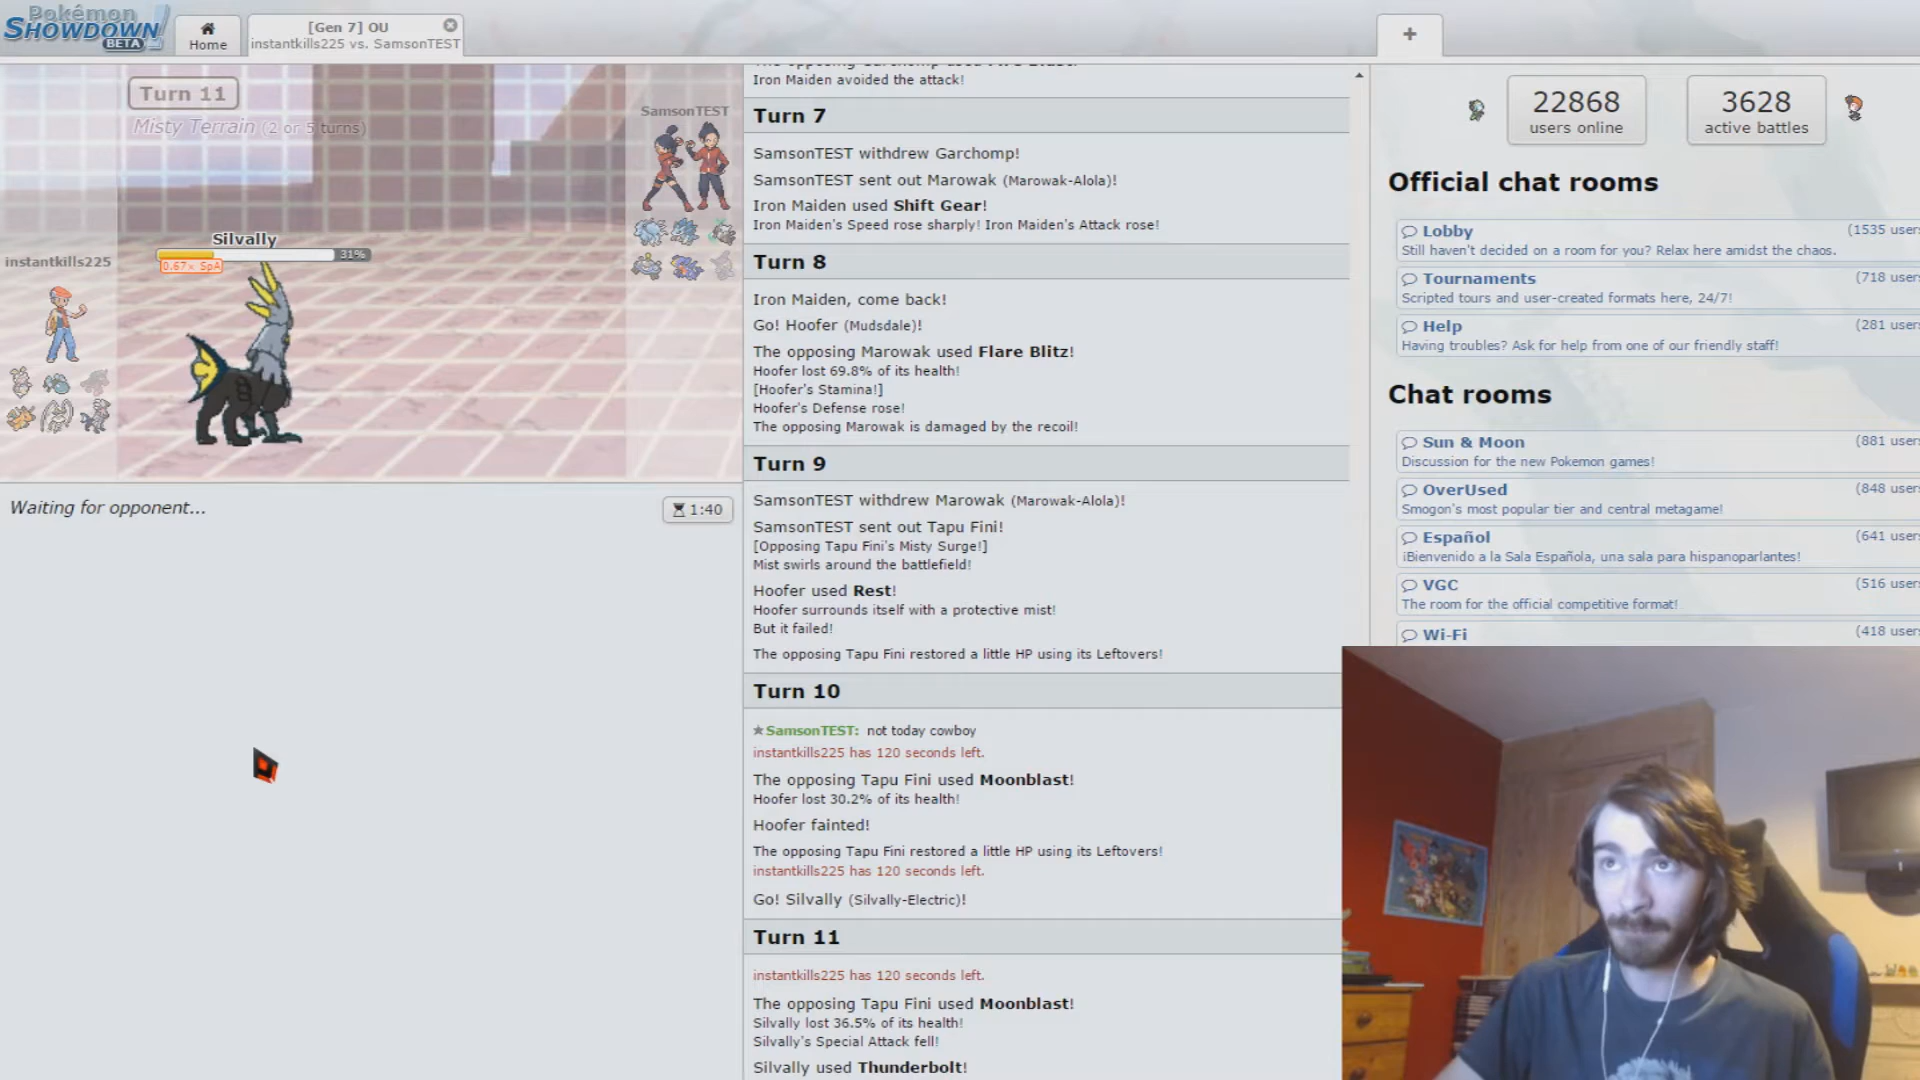 Pokémon
SHOWDOWN!
BETA
Home
[Gen 7] OU
instantkills225 vs. SamsonTEST
+
Turn 11
Misty Terrain (2 or 5 turns)
SamsonTEST
Silvally
31%
0.67× SpA
instantkills225
Waiting for opponent...
1:40
Iron Maiden avoided the attack!
Turn 7
SamsonTEST withdrew Garchomp!
SamsonTEST sent out Marowak (Marowak-Alola)!
Iron Maiden used Shift Gear!
Iron Maiden's Speed rose sharply! Iron Maiden's Attack rose!
Turn 8
Iron Maiden, come back!
Go! Hoofer (Mudsdale)!
The opposing Marowak used Flare Blitz!
Hoofer lost 69.8% of its health!
[Hoofer's Stamina!]
Hoofer's Defense rose!
The opposing Marowak is damaged by the recoil!
Turn 9
SamsonTEST withdrew Marowak (Marowak-Alola)!
SamsonTEST sent out Tapu Fini!
[Opposing Tapu Fini's Misty Surge!]
Mist swirls around the battlefield!
Hoofer used Rest!
Hoofer surrounds itself with a protective mist!
But it failed!
The opposing Tapu Fini restored a little HP using its Leftovers!
Turn 10
★SamsonTEST: not today cowboy
instantkills225 has 120 seconds left.
The opposing Tapu Fini used Moonblast!
Hoofer lost 30.2% of its health!
Hoofer fainted!
The opposing Tapu Fini restored a little HP using its Leftovers!
instantkills225 has 120 seconds left.
Go! Silvally (Silvally-Electric)!
Turn 11
instantkills225 has 120 seconds left.
The opposing Tapu Fini used Moonblast!
Silvally lost 36.5% of its health!
Silvally's Special Attack fell!
Silvally used Thunderbolt!
22868
users online
3628
active battles
Official chat rooms
Lobby (1535 users
Still haven't decided on a room for you? Relax here amidst the chaos.
Tournaments (718 users
Scripted tours and user-created formats here, 24/7!
Help (281 users
Having troubles? Ask for help from one of our friendly staff!
Chat rooms
Sun & Moon (881 users
Discussion for the new Pokemon games!
OverUsed (848 users
Smogon's most popular tier and central metagame!
Español (641 users
¡Bienvenido a la Sala Española, una sala para hispanoparlantes!
VGC (516 users
The room for the official competitive format!
Wi-Fi (418 users